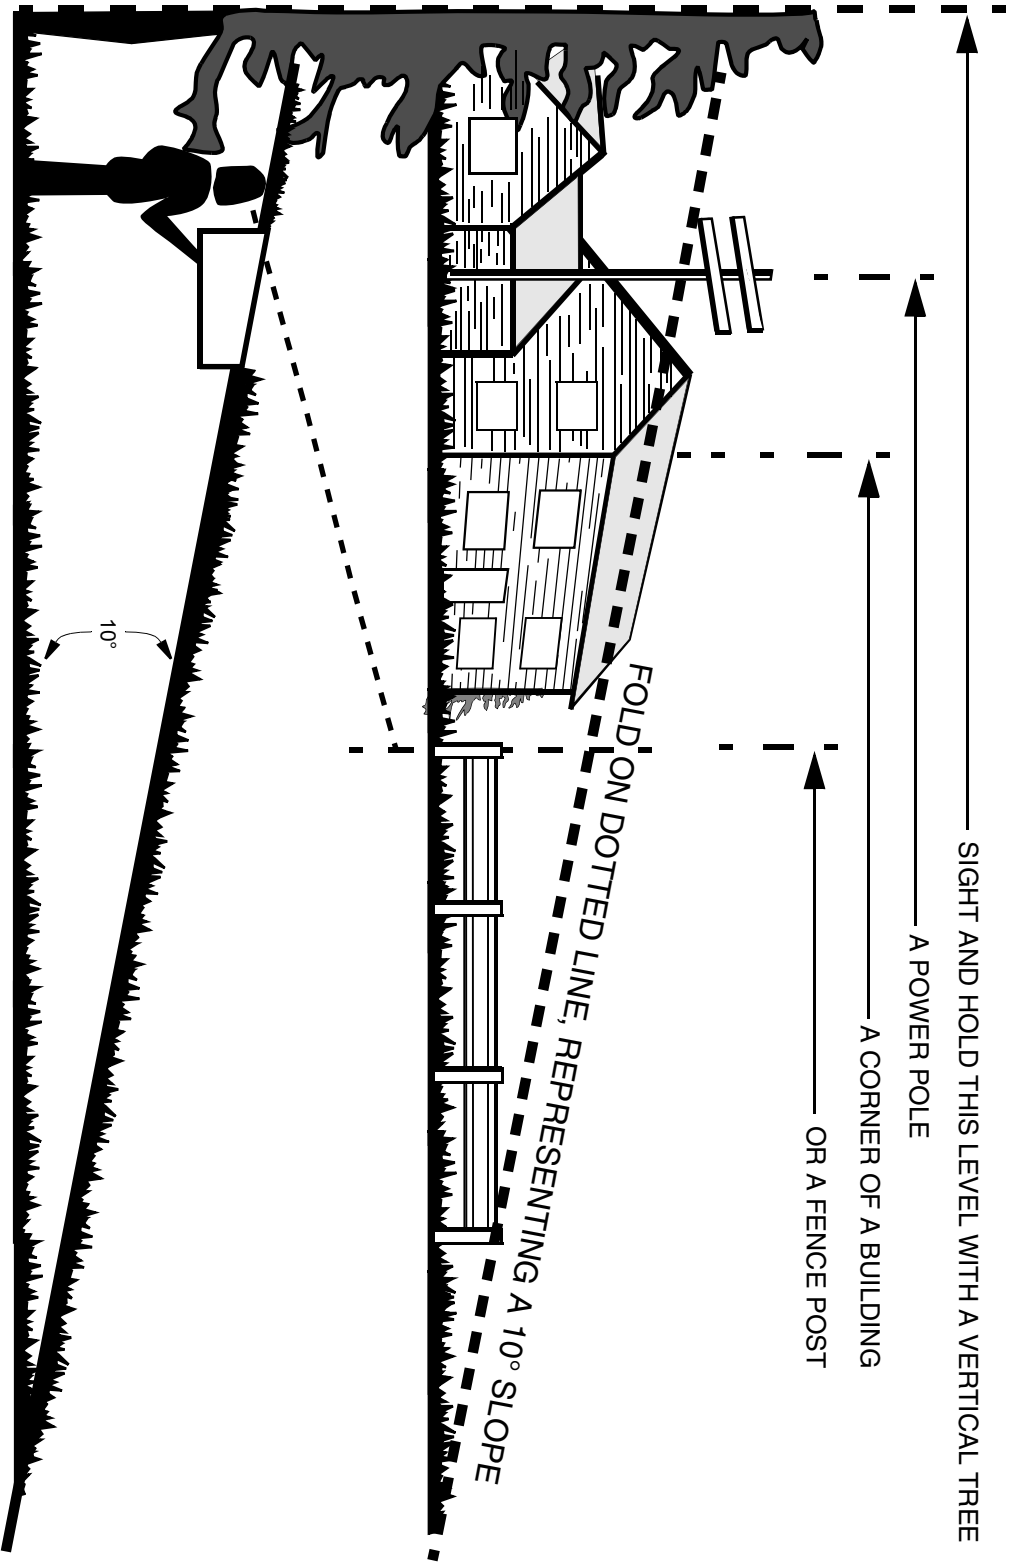 SIGHT AND HOLD THIS LEVEL WITH A VERTICAL TREE
A POWER POLE
A CORNER OF A BUILDING
OR A FENCE POST
FOLD ON DOTTED LINE, REPRESENTING A 10° SLOPE
10°